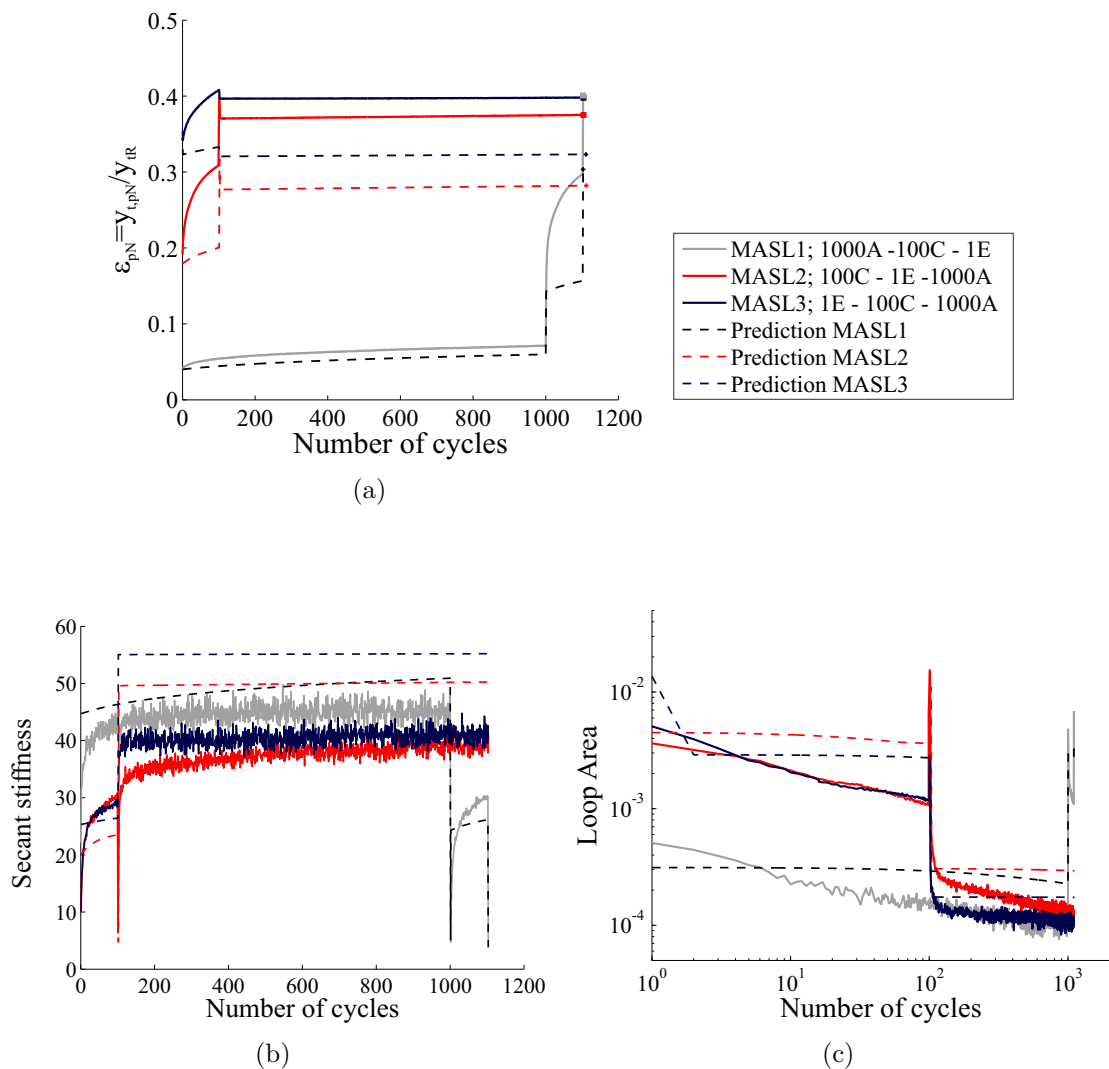 0.5
0.4
0.3
0.2
0.1
0
εpN=yt,pN/ytR
0 200 400 600 800 1000 1200
Number of cycles
(a)
MASL1; 1000A -100C - 1E
MASL2; 100C - 1E -1000A
MASL3; 1E - 100C - 1000A
Prediction MASL1
Prediction MASL2
Prediction MASL3
60
50
40
30
20
10
0
Secant stiffness
0 200 400 600 800 1000 1200
Number of cycles
(b)
10^-2
10^-3
10^-4
Loop Area
10^0 10^1 10^2 10^3
Number of cycles
(c)